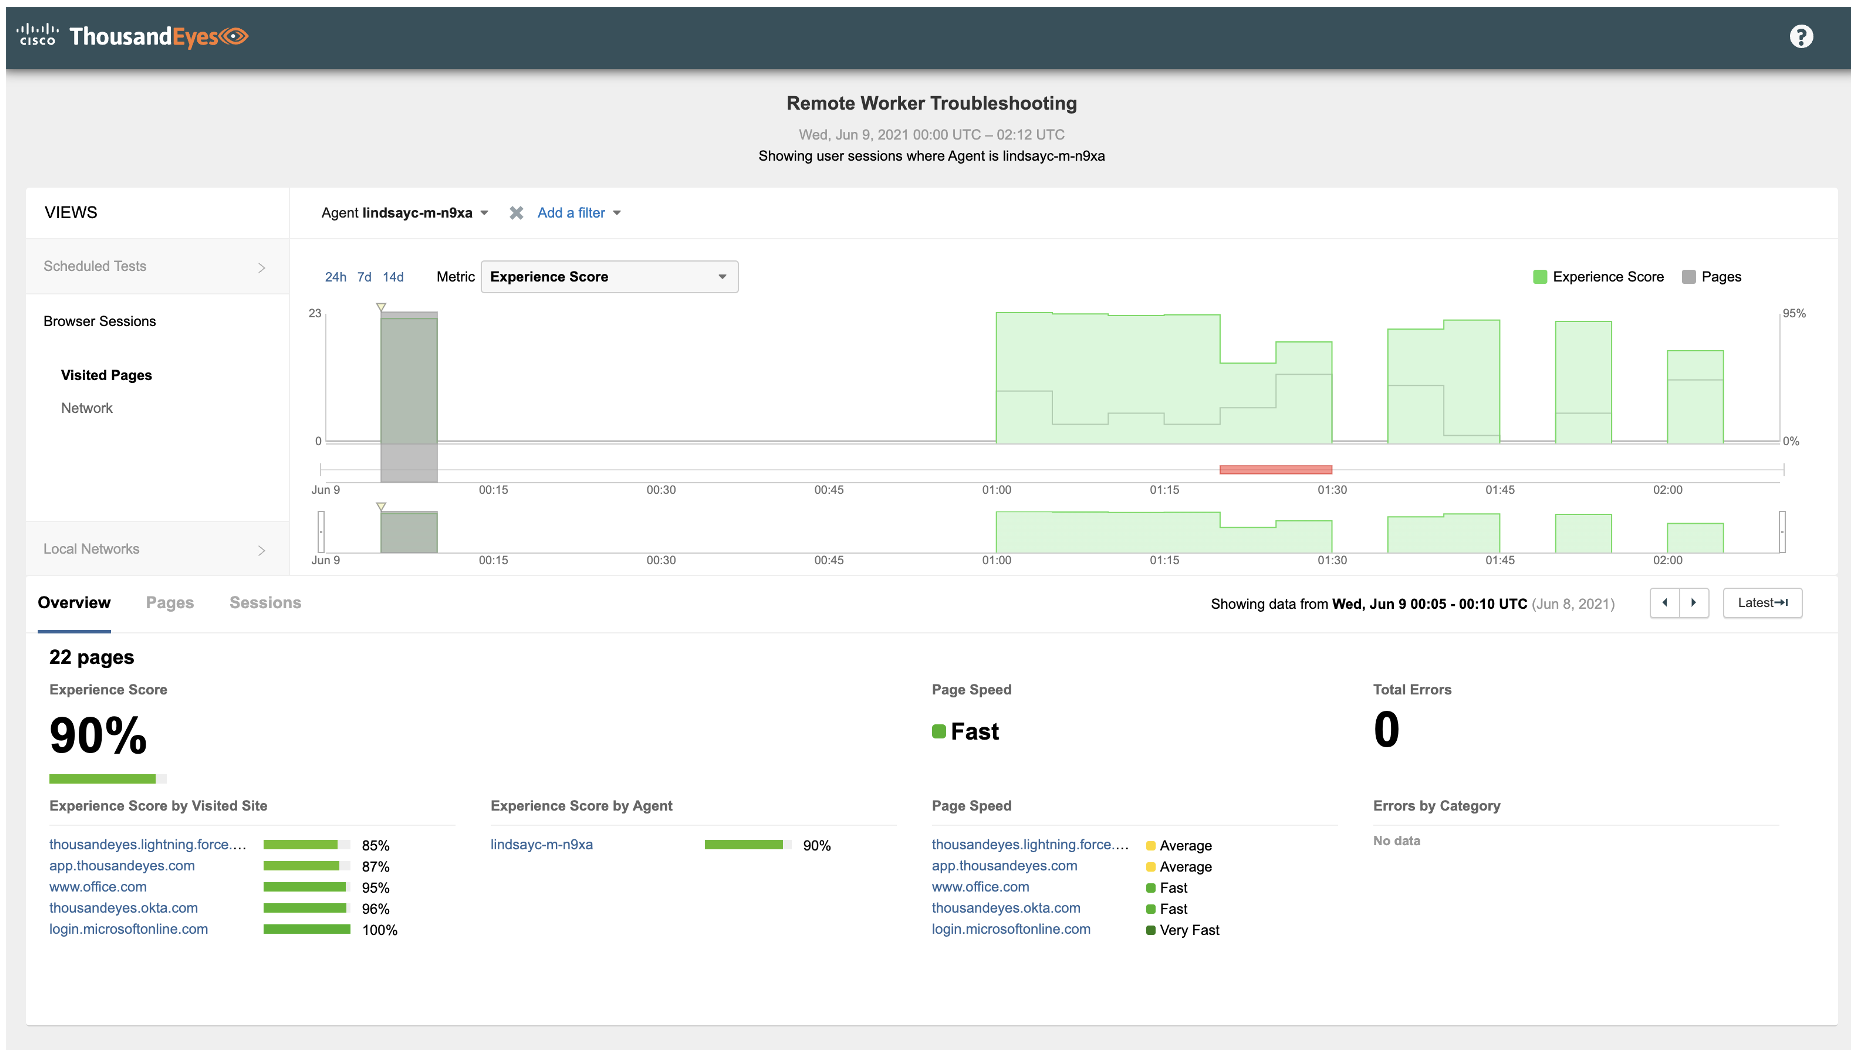 CISCO ThousandEyes
?
Remote Worker Troubleshooting
Wed, Jun 9, 2021 00:00 UTC – 02:12 UTC
Showing user sessions where Agent is lindsayc-m-n9xa
VIEWS
Agent lindsayc-m-n9xa
Add a filter
Scheduled Tests
24h 7d 14d Metric Experience Score
Experience Score Pages
Browser Sessions
Visited Pages
Network
Local Networks
23
95%
0
0%
Jun 9 00:15 00:30 00:45 01:00 01:15 01:30 01:45 02:00
Jun 9 00:15 00:30 00:45 01:00 01:15 01:30 01:45 02:00
Overview Pages Sessions
Showing data from Wed, Jun 9 00:05 - 00:10 UTC (Jun 8, 2021)
Latest
22 pages
Experience Score
90%
Page Speed
Fast
Total Errors
0
Experience Score by Visited Site
thousandeyes.lightning.force.... 85%
app.thousandeyes.com 87%
www.office.com 95%
thousandeyes.okta.com 96%
login.microsoftonline.com 100%
Experience Score by Agent
lindsayc-m-n9xa 90%
Page Speed
thousandeyes.lightning.force.... Average
app.thousandeyes.com Average
www.office.com Fast
thousandeyes.okta.com Fast
login.microsoftonline.com Very Fast
Errors by Category
No data